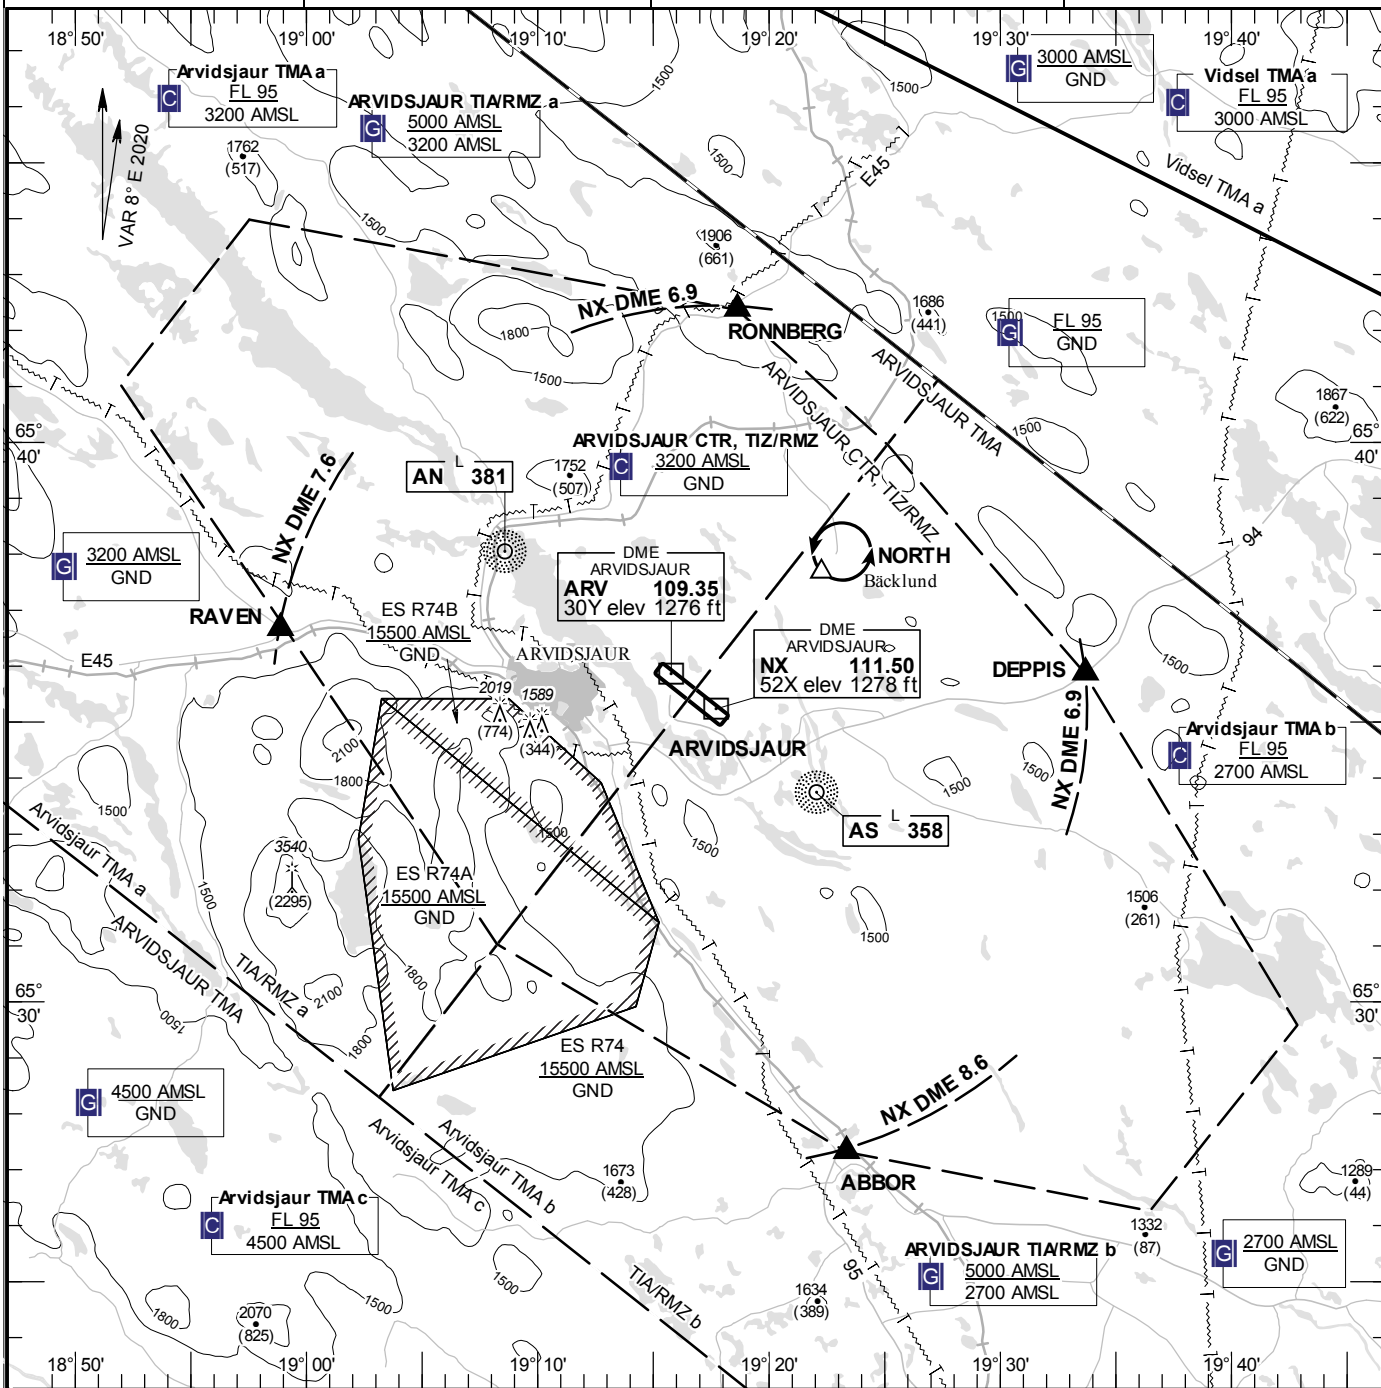 18° 50'
19° 00'
19° 10'
19° 20'
19° 30'
19° 40'
Arvidsjaur TMA a
C
FL 95
3200 AMSL
ARVIDSJAUR TIA/RMZ a
G
5000 AMSL
3200 AMSL
1500
1500
G
3000 AMSL
GND
Vidsel TMA a
C
FL 95
3000 AMSL
VAR 8° E 2020
1762
(517)
1500
E45
Vidsel TMA a
1500
1906
(661)
NX DME 6.9
RONNBERG
1800
1500
1686
(441)
1500
G
FL 95
GND
ARVIDSJAUR TMA
ARVIDSJAUR CTR, TIZ/RMZ
1867
(622)
65°
40'
65°
40'
1500
ARVIDSJAUR CTR, TIZ/RMZ
C
3200 AMSL
GND
L
AN 381
1752
(507)
NX DME 7.6
G
3200 AMSL
GND
94
NORTH
Bäcklund
DME
ARVIDSJAUR
ARV 109.35
30Y elev 1276 ft
RAVEN
ES R74B
15500 AMSL
GND
E45
ARVIDSJAUR
DME
ARVIDSJAUR
NX 111.50
52X elev 1278 ft
DEPPIS
1500
2019
(774)
1589
(344)
ARVIDSJAUR
NX DME 6.9
Arvidsjaur TMA b
C
FL 95
2700 AMSL
2100
1800
1500
1500
1500
1500
1500
L
AS 358
Arvidsjaur TMA a
ARVIDSJAUR TMA
TIA/RMZ a
3540
(2295)
1500
ES R74A
15500 AMSL
GND
1506
(261)
1500
1800
2100
1500
1800
65°
30'
65°
30'
ES R74
15500 AMSL
GND
G
4500 AMSL
GND
NX DME 8.6
Arvidsjaur TMA b
Arvidsjaur TMA c
1673
(428)
ABBOR
1289
(44)
Arvidsjaur TMA c
C
FL 95
4500 AMSL
1332
(87)
G
2700 AMSL
GND
ARVIDSJAUR TIA/RMZ b
G
5000 AMSL
2700 AMSL
95
1500
TIA/RMZ b
1634
(389)
1800
2070
(825)
1500
18° 50'
19° 00'
19° 10'
19° 20'
19° 30'
19° 40'